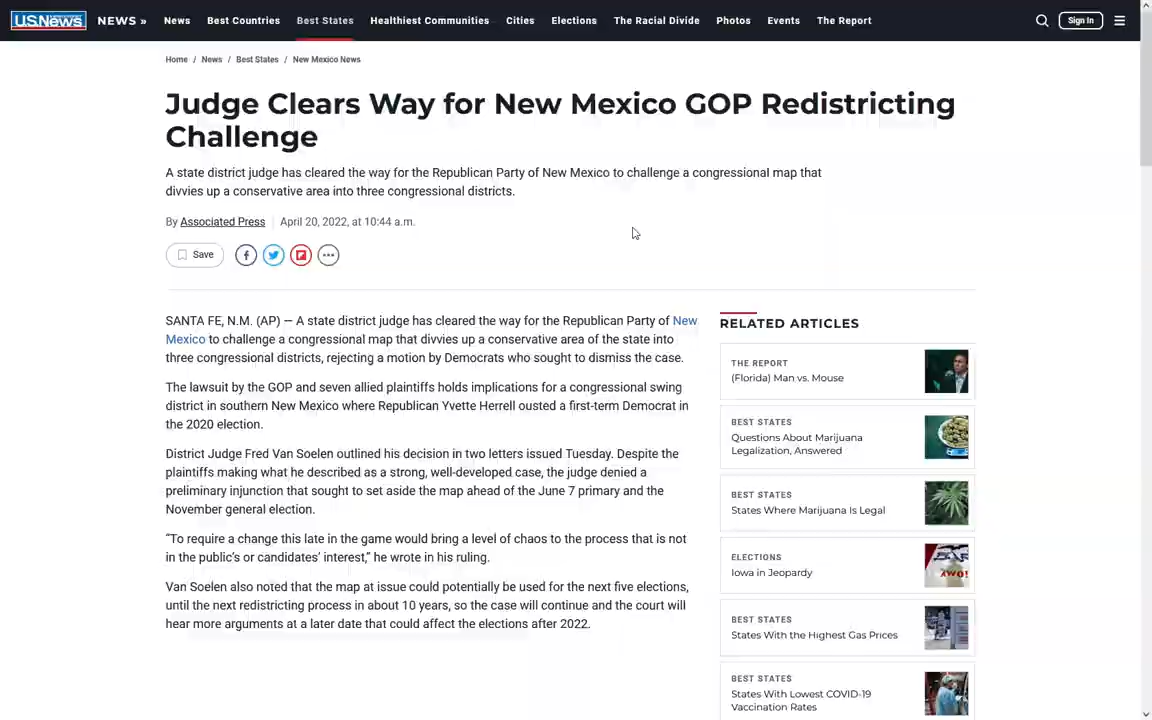 U.S.News
NEWS »
News
Best Countries
Best States
Healthiest Communities
Cities
Elections
The Racial Divide
Photos
Events
The Report
Sign In
Home / News / Best States / New Mexico News
Judge Clears Way for New Mexico GOP Redistricting
Challenge
A state district judge has cleared the way for the Republican Party of New Mexico to challenge a congressional map that
divvies up a conservative area into three congressional districts.
By Associated Press | April 20, 2022, at 10:44 a.m.
Save
SANTA FE, N.M. (AP) — A state district judge has cleared the way for the Republican Party of New
Mexico to challenge a congressional map that divvies up a conservative area of the state into
three congressional districts, rejecting a motion by Democrats who sought to dismiss the case.
The lawsuit by the GOP and seven allied plaintiffs holds implications for a congressional swing
district in southern New Mexico where Republican Yvette Herrell ousted a first-term Democrat in
the 2020 election.
District Judge Fred Van Soelen outlined his decision in two letters issued Tuesday. Despite the
plaintiffs making what he described as a strong, well-developed case, the judge denied a
preliminary injunction that sought to set aside the map ahead of the June 7 primary and the
November general election.
“To require a change this late in the game would bring a level of chaos to the process that is not
in the public’s or candidates’ interest,” he wrote in his ruling.
Van Soelen also noted that the map at issue could potentially be used for the next five elections,
until the next redistricting process in about 10 years, so the case will continue and the court will
hear more arguments at a later date that could affect the elections after 2022.
RELATED ARTICLES
THE REPORT
(Florida) Man vs. Mouse
BEST STATES
Questions About Marijuana
Legalization, Answered
BEST STATES
States Where Marijuana Is Legal
ELECTIONS
Iowa in Jeopardy
BEST STATES
States With the Highest Gas Prices
BEST STATES
States With Lowest COVID-19
Vaccination Rates